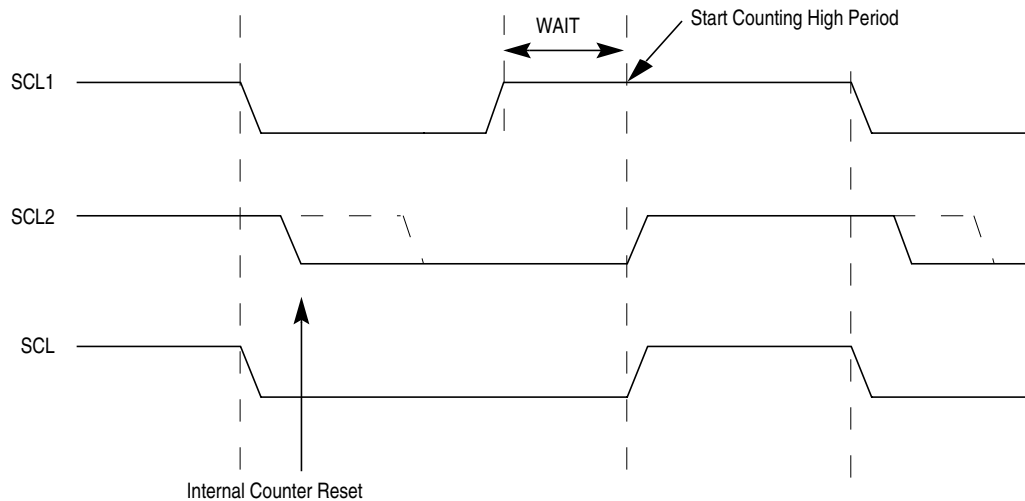 Start Counting High Period
WAIT
SCL1
SCL2
SCL
Internal Counter Reset